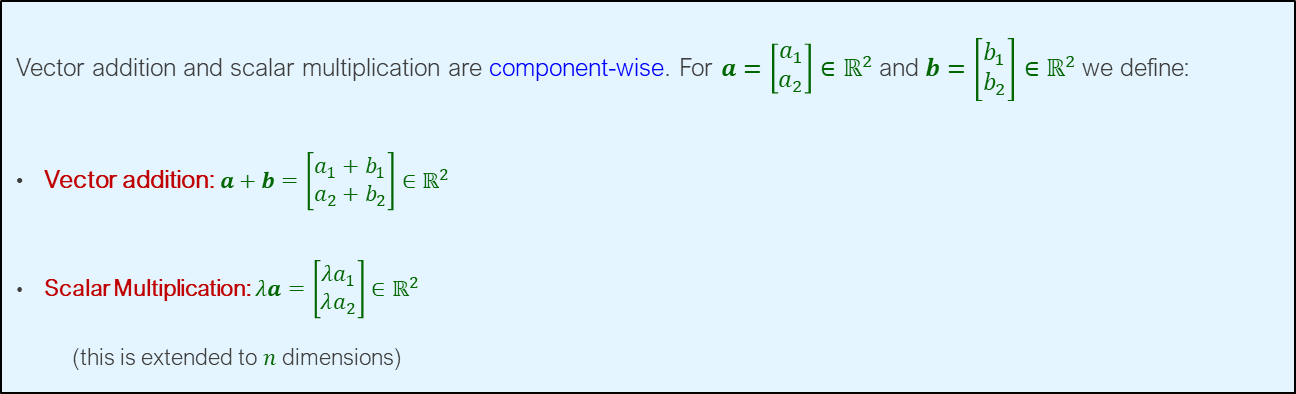 Vector addition and scalar multiplication are component-wise. For 𝒂 = [a₁ a₂] ∈ ℝ² and 𝒃 = [b₁ b₂] ∈ ℝ² we define:
• Vector addition: 𝒂 + 𝒃 = [a₁ + b₁ a₂ + b₂] ∈ ℝ²
• Scalar Multiplication: λ𝒂 = [λa₁ λa₂] ∈ ℝ²
(this is extended to n dimensions)